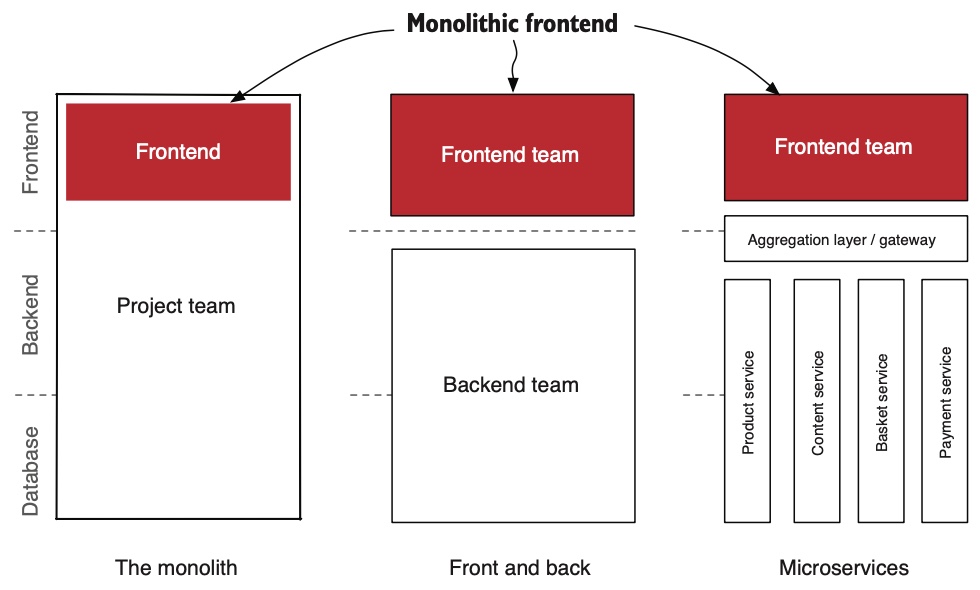 Monolithic frontend
Frontend
Backend
Database
Frontend
Project team
The monolith
Frontend team
Backend team
Front and back
Frontend team
Aggregation layer / gateway
Product service
Content service
Basket service
Payment service
Microservices